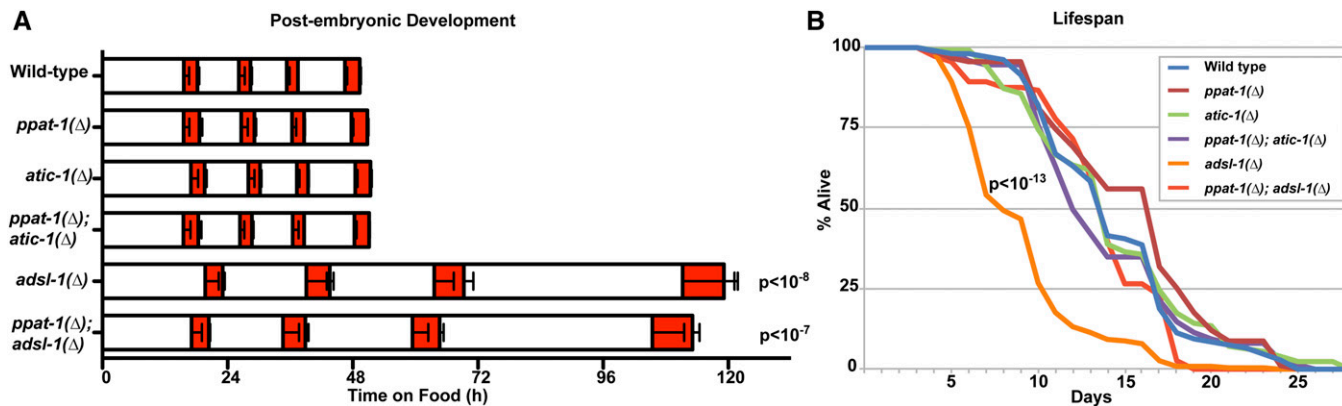 A
Post-embryonic Development
Wild-type
ppat-1(Δ)
atic-1(Δ)
ppat-1(Δ);
atic-1(Δ)
adsl-1(Δ)
p<10-8
ppat-1(Δ);
adsl-1(Δ)
p<10-7
0 24 48 72 96 120
Time on Food (h)
B
Lifespan
100
75
50
25
0
% Alive
p<10-13
Wild type
ppat-1(Δ)
atic-1(Δ)
ppat-1(Δ); atic-1(Δ)
adsl-1(Δ)
ppat-1(Δ); adsl-1(Δ)
5 10 15 20 25
Days